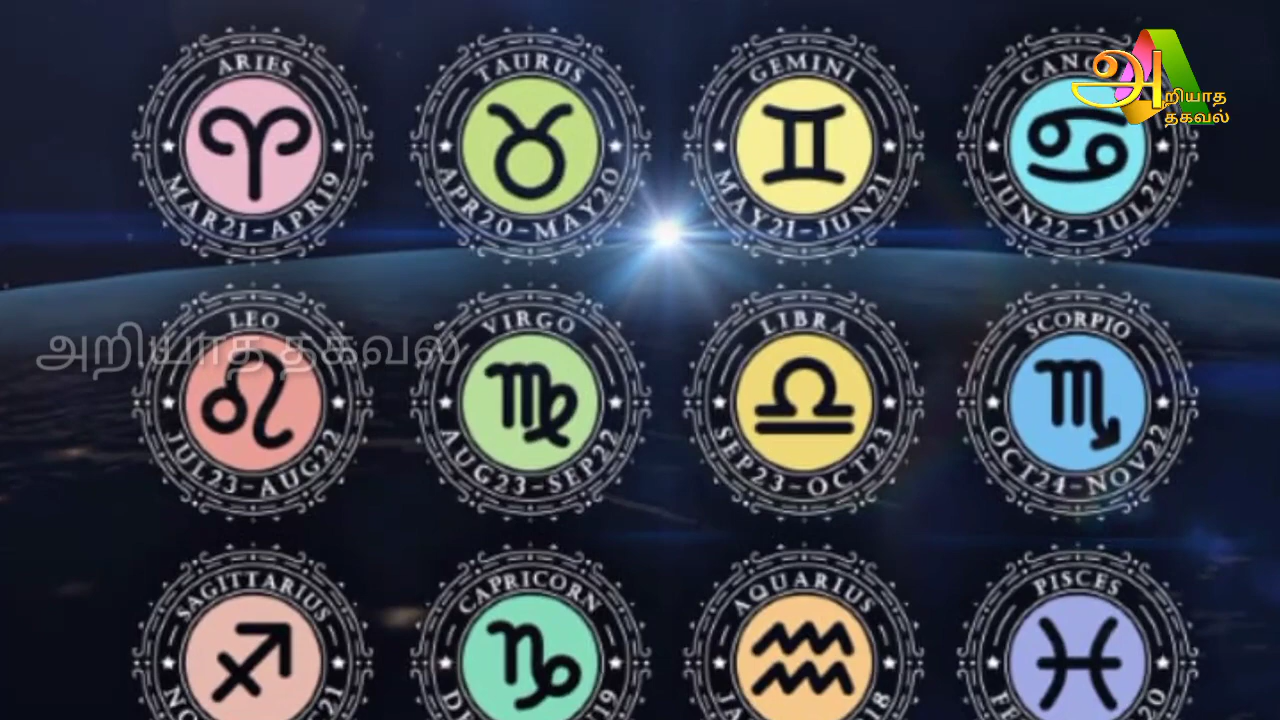 ARIES
MAR21-APR19
TAURUS
APR20-MAY20
GEMINI
MAY21-JUN21
JUN22-JUL22
அறியாத
தகவல்
LEO
JUL23-AUG22
VIRGO
AUG23-SEP22
LIBRA
SEP23-OCT23
SCORPIO
OCT24-NOV22
அறியாத தகவல்
SAGITTARIUS
CAPRICORN
AQUARIUS
PISCES